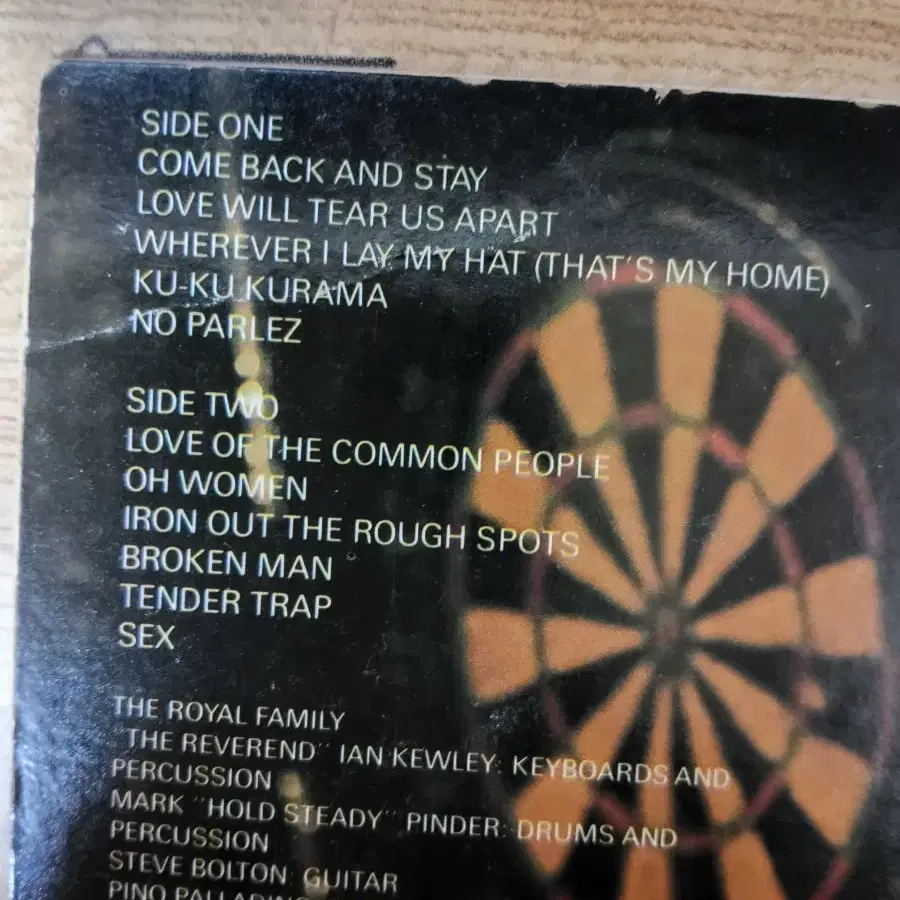 SIDE ONE
COME BACK AND STAY
LOVE WILL TEAR US APART
WHEREVER I LAY MY HAT (THAT'S MY HOME)
KU-KU KURAMA
NO PARLEZ
SIDE TWO
LOVE OF THE COMMON PEOPLE
OH WOMEN
IRON OUT THE ROUGH SPOTS
BROKEN MAN
TENDER TRAP
SEX
THE ROYAL FAMILY
"THE REVEREND" IAN KEWLEY: KEYBOARDS AND
PERCUSSION
MARK "HOLD STEADY" PINDER: DRUMS AND
PERCUSSION
STEVE BOLTON: GUITAR
PINO PALLADINO